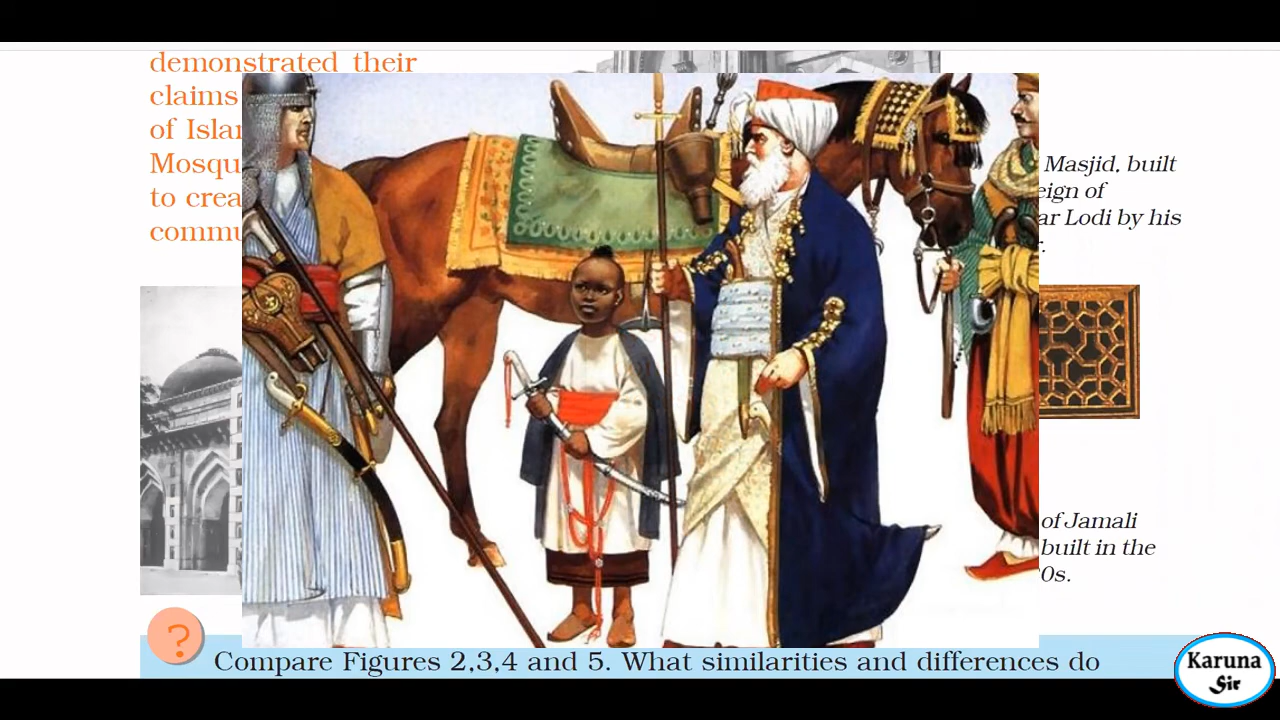 demonstrated their
claims
of Islam
Mosqu
to crea
commu
Masjid, built
eign of
ar Lodi by his
r.
of Jamali
built in the
0s.
?
Compare Figures 2,3,4 and 5. What similarities and differences do
Karuna
Sir